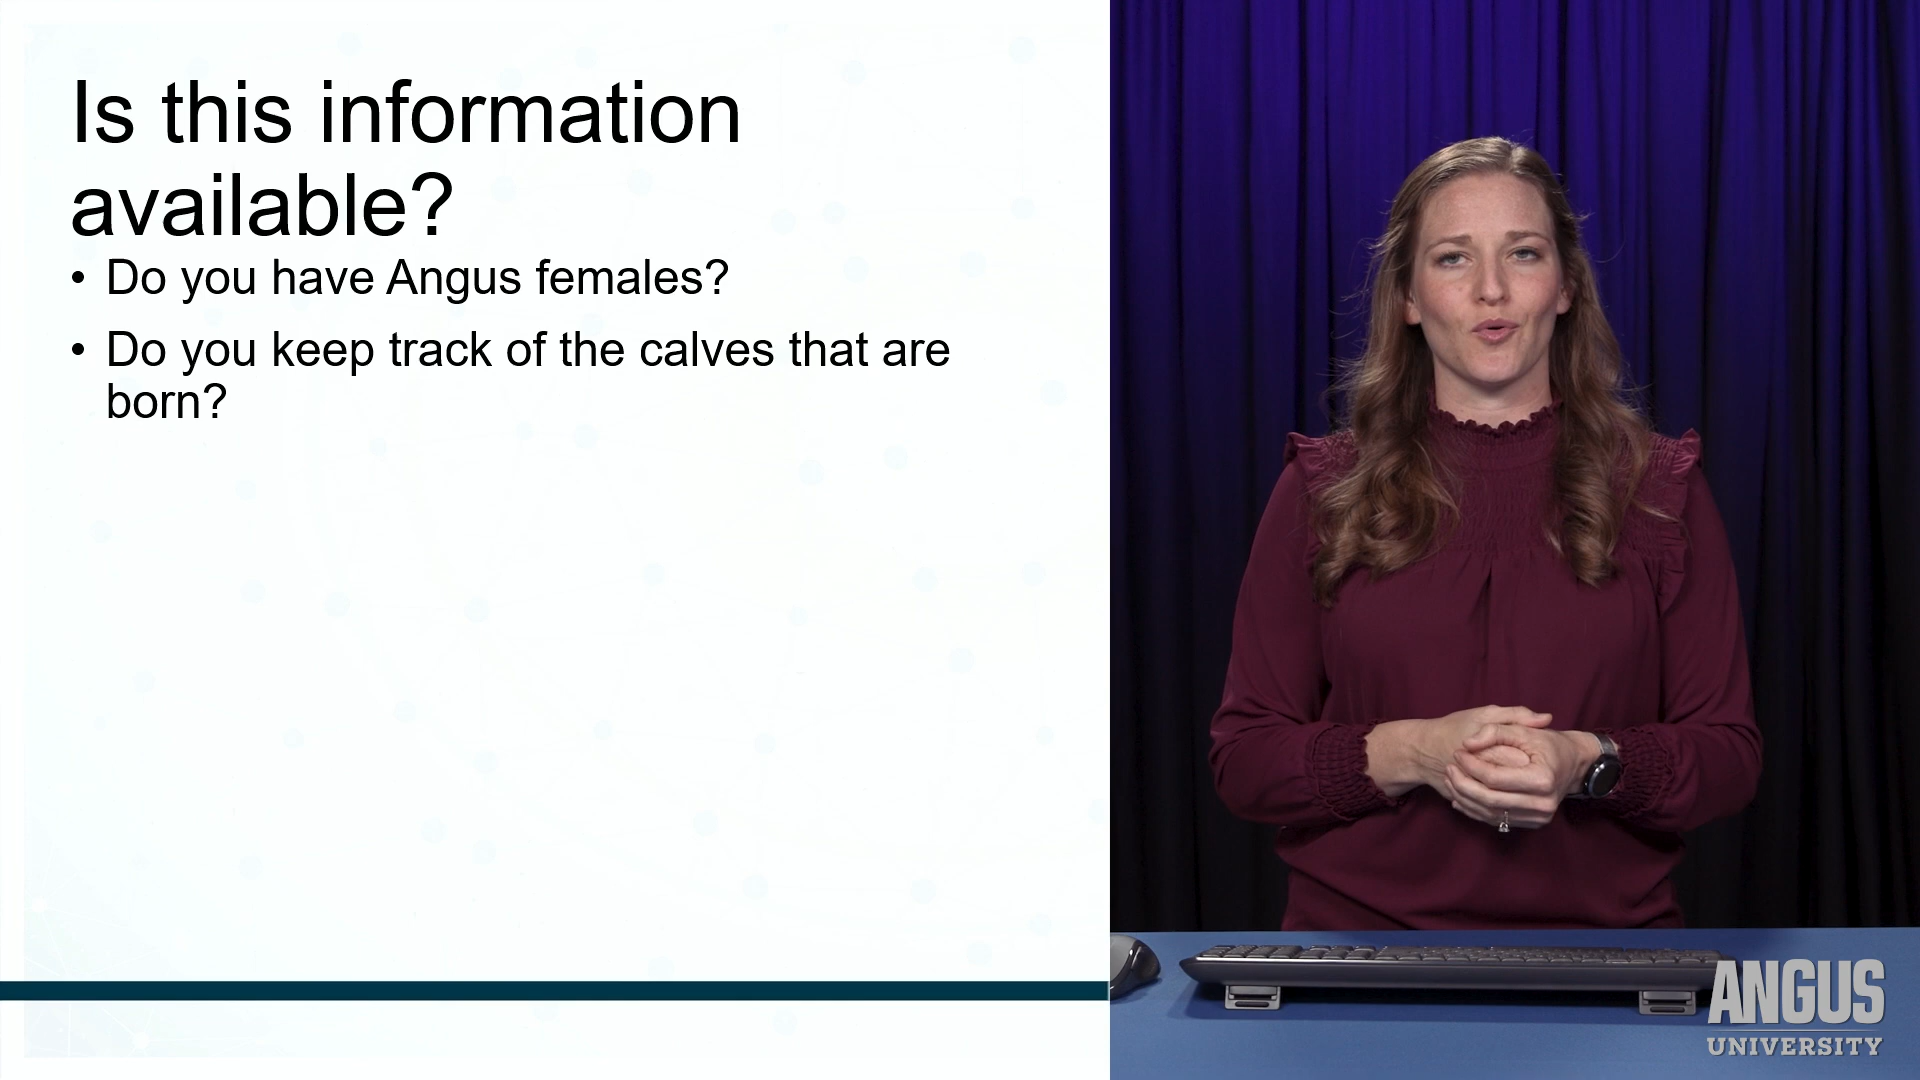 Is this information
available?
• Do you have Angus females?
• Do you keep track of the calves that are
born?
ANGUS
UNIVERSITY